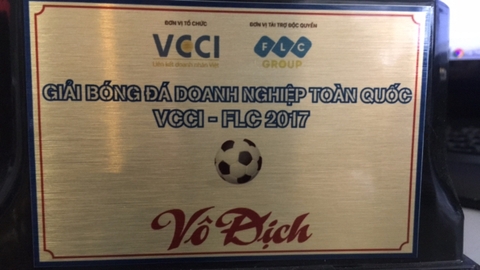 ĐƠN VỊ TỔ CHỨC
VCCI
ĐƠN VỊ TÀI TRỢ ĐỘC QUYỀN
FLC
GROUP
GIẢI BÓNG ĐÁ DOANH NGHIỆP TOÀN QUỐC
VCCI - FLC 2017
Vô Địch